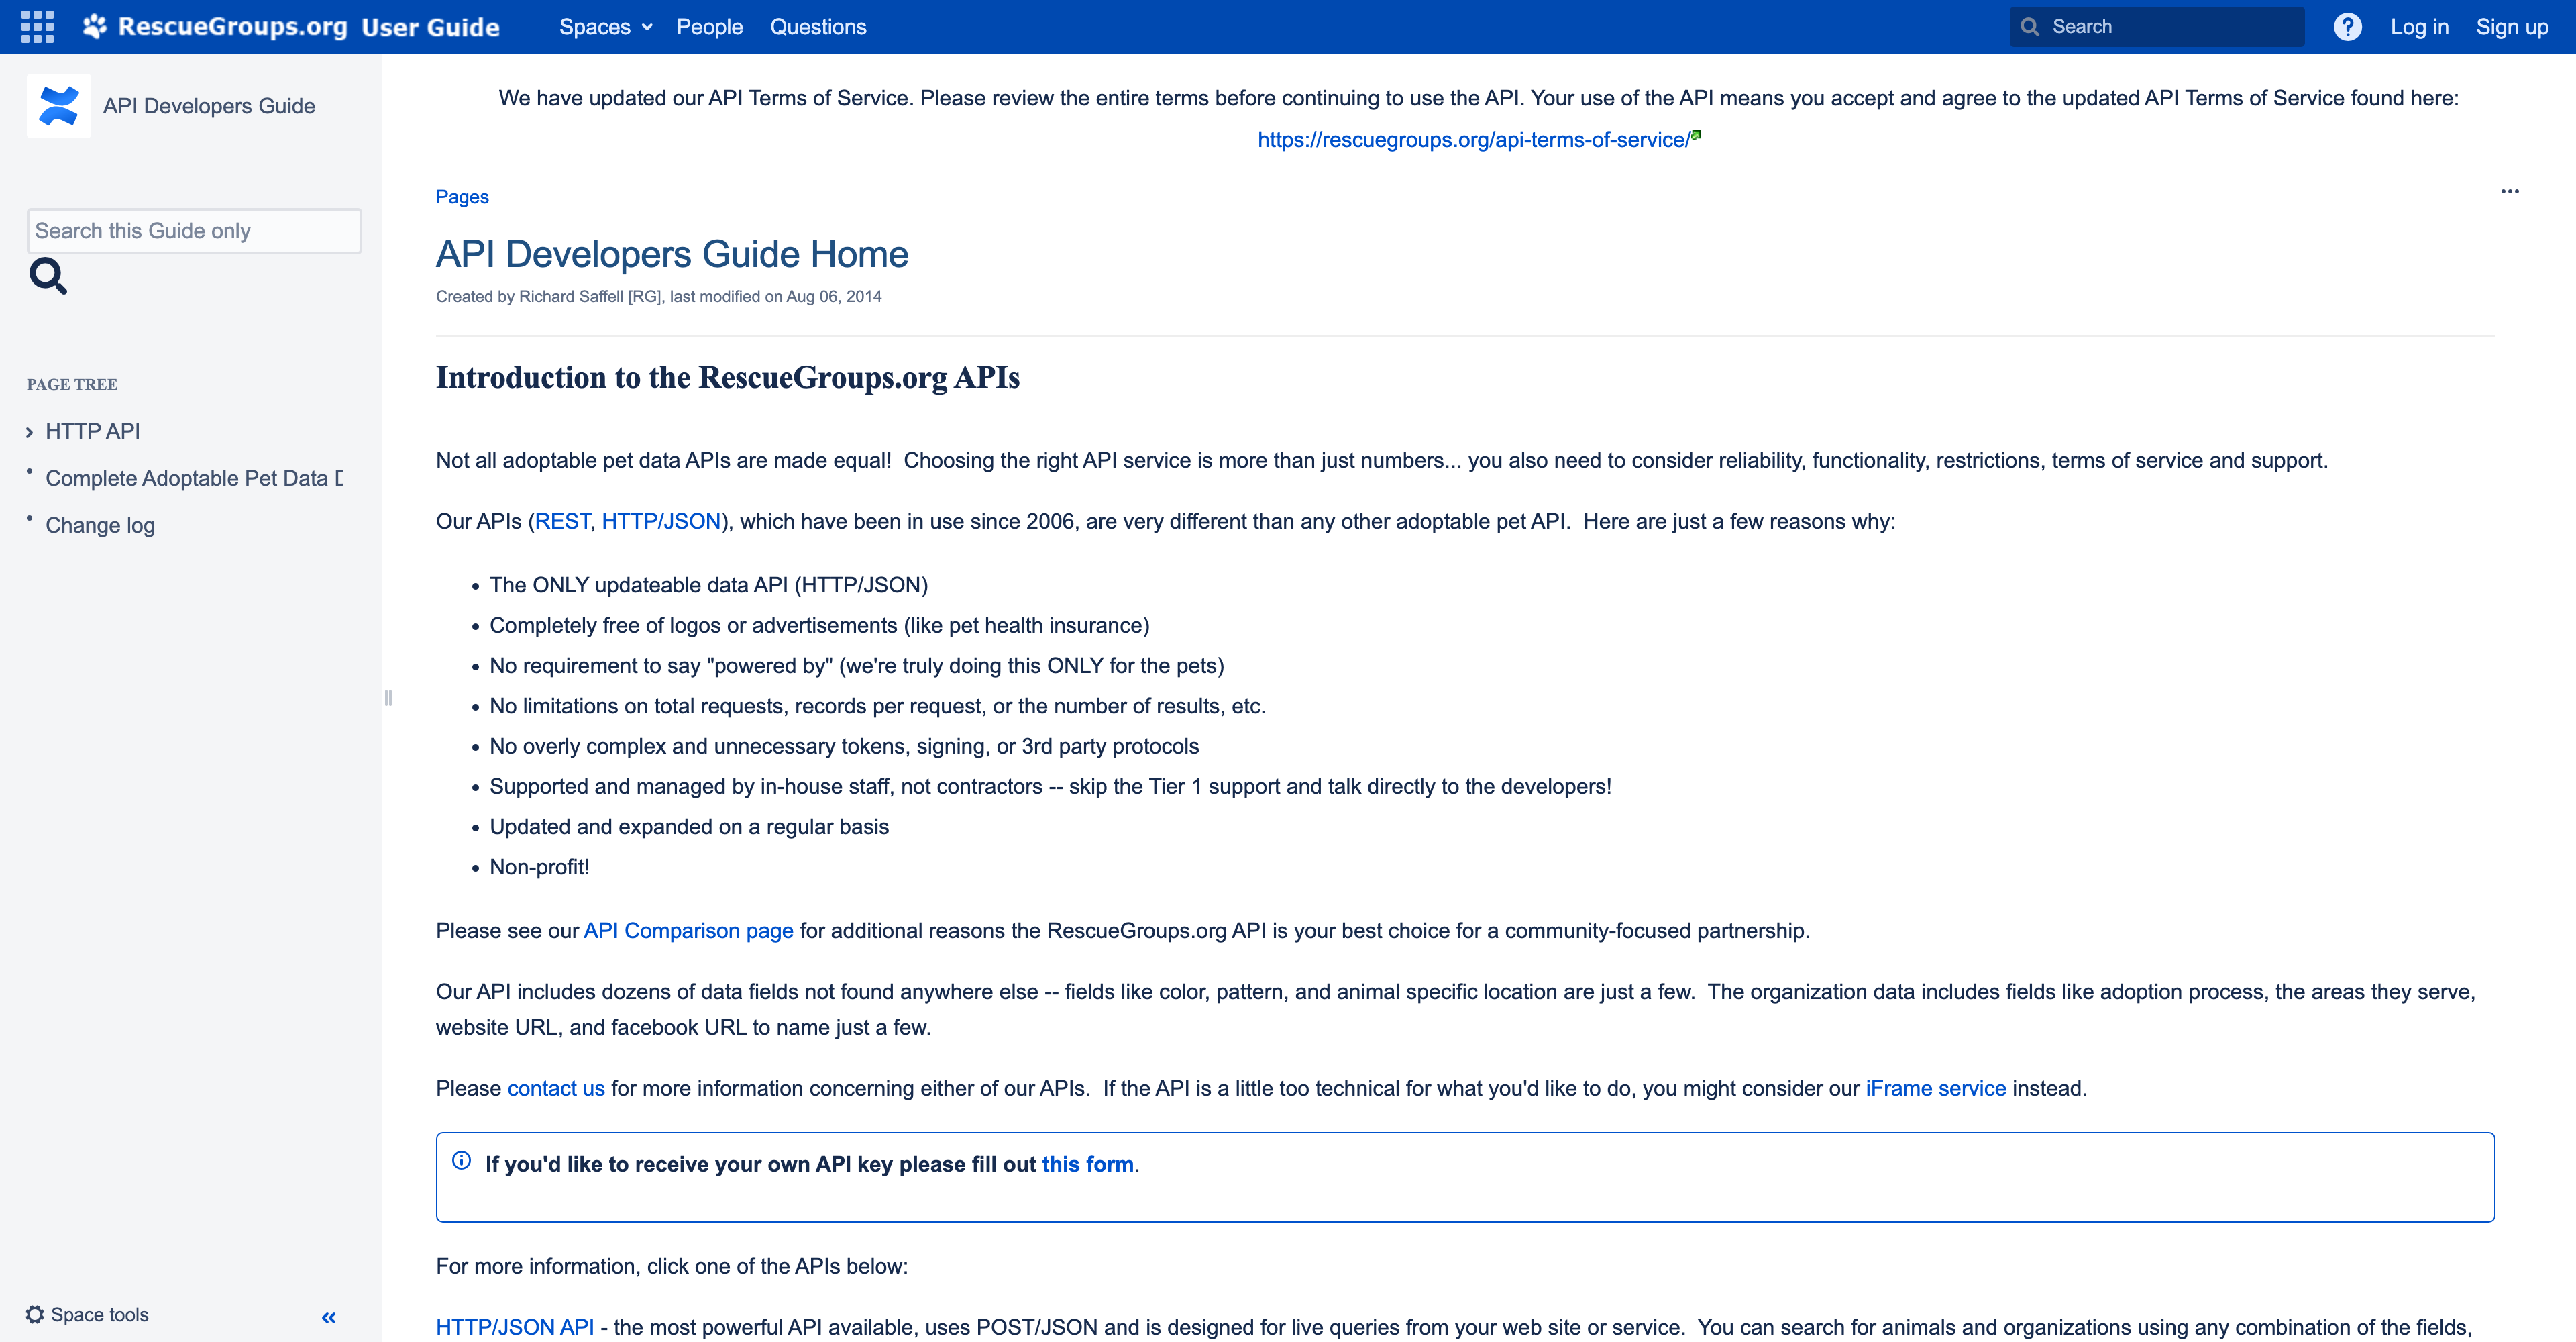 RescueGroups.org User Guide
Spaces
People
Questions
Search
?
Log in
Sign up
API Developers Guide
Search this Guide only
PAGE TREE
HTTP API
Complete Adoptable Pet Data
Change log
Space tools
We have updated our API Terms of Service. Please review the entire terms before continuing to use the API. Your use of the API means you accept and agree to the updated API Terms of Service found here:
https://rescuegroups.org/api-terms-of-service/
Pages
API Developers Guide Home
Created by Richard Saffell [RG], last modified on Aug 06, 2014
Introduction to the RescueGroups.org APIs
Not all adoptable pet data APIs are made equal!  Choosing the right API service is more than just numbers... you also need to consider reliability, functionality, restrictions, terms of service and support.
Our APIs (REST, HTTP/JSON), which have been in use since 2006, are very different than any other adoptable pet API.  Here are just a few reasons why:
• The ONLY updateable data API (HTTP/JSON)
• Completely free of logos or advertisements (like pet health insurance)
• No requirement to say "powered by" (we're truly doing this ONLY for the pets)
• No limitations on total requests, records per request, or the number of results, etc.
• No overly complex and unnecessary tokens, signing, or 3rd party protocols
• Supported and managed by in-house staff, not contractors -- skip the Tier 1 support and talk directly to the developers!
• Updated and expanded on a regular basis
• Non-profit!
Please see our API Comparison page for additional reasons the RescueGroups.org API is your best choice for a community-focused partnership.
Our API includes dozens of data fields not found anywhere else -- fields like color, pattern, and animal specific location are just a few.  The organization data includes fields like adoption process, the areas they serve,
website URL, and facebook URL to name just a few.
Please contact us for more information concerning either of our APIs.  If the API is a little too technical for what you'd like to do, you might consider our iFrame service instead.
If you'd like to receive your own API key please fill out this form.
For more information, click one of the APIs below:
HTTP/JSON API - the most powerful API available, uses POST/JSON and is designed for live queries from your web site or service.  You can search for animals and organizations using any combination of the fields,